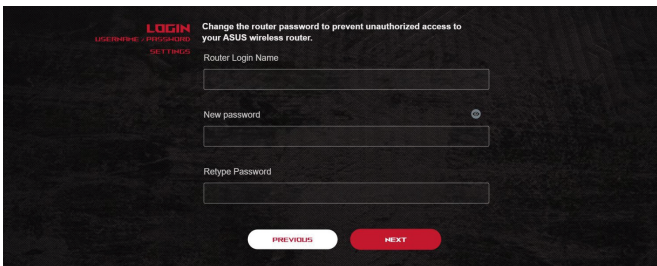 LOGIN
USERNAME > PASSWORD
SETTINGS
Change the router password to prevent unauthorized access to
your ASUS wireless router.
Router Login Name
New password
Retype Password
PREVIOUS
NEXT